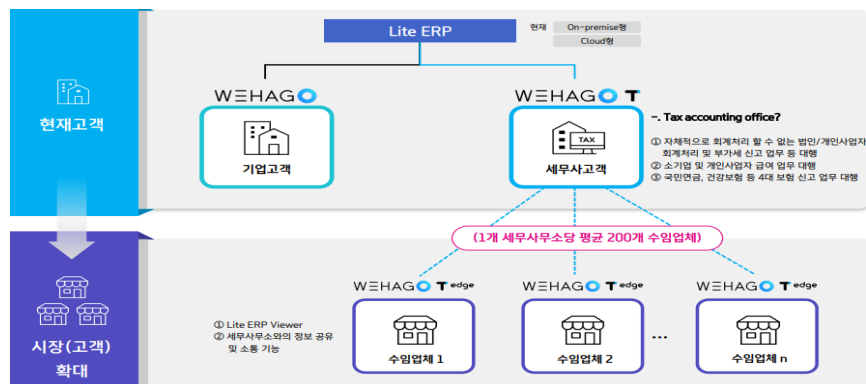 Lite ERP
현재
On-premise형
Cloud형
현재고객
WEHAGO
기업고객
WEHAGO T
TAX
세무사고객
-. Tax accounting office?
① 자체적으로 회계처리 할 수 없는 법인/개인사업자
회계처리 및 부가세 신고 업무 등 대행
② 소기업 및 개인사업자 급여 업무 대행
③ 국민연금, 건강보험 등 4대 보험 신고 업무 대행
(1개 세무사무소당 평균 200개 수임업체)
시장(고객)
확대
① Lite ERP Viewer
② 세무사무소와의 정보 공유
및 소통 기능
WEHAGO T edge
수임업체 1
WEHAGO T edge
수임업체 2
...
WEHAGO T edge
수임업체 n